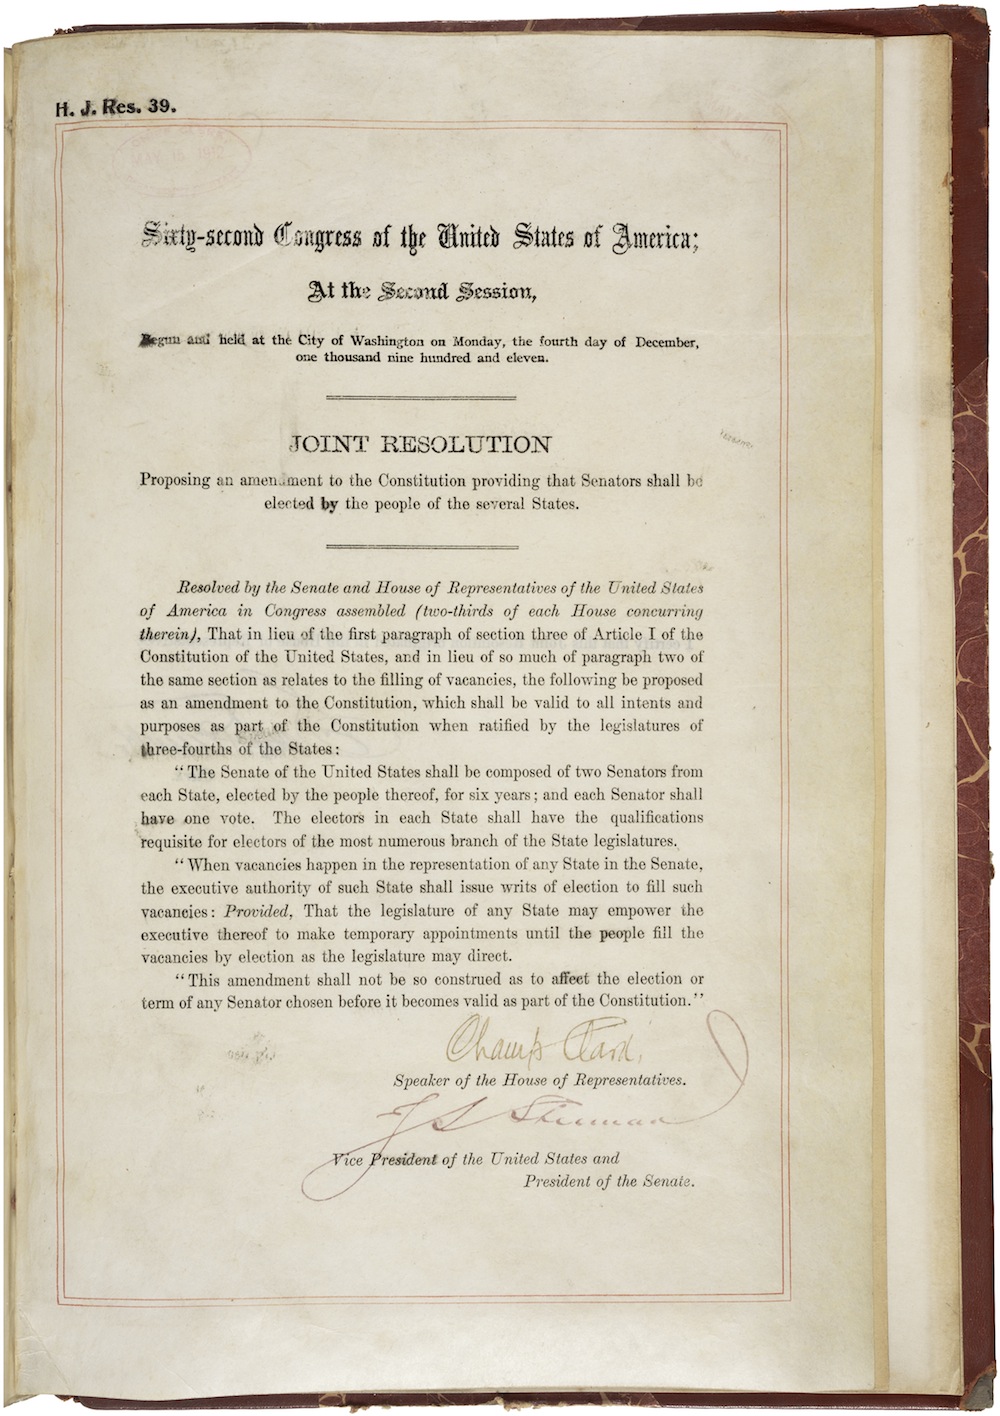 H. J. Res. 39.
Sixty-second Congress of the United States of America;
At the Second Session,
Begun and held at the City of Washington on Monday, the fourth day of December,
one thousand nine hundred and eleven.
JOINT RESOLUTION
Proposing an amendment to the Constitution providing that Senators shall be
elected by the people of the several States.
Resolved by the Senate and House of Representatives of the United States
of America in Congress assembled (two-thirds of each House concurring
therein), That in lieu of the first paragraph of section three of Article I of the
Constitution of the United States, and in lieu of so much of paragraph two of
the same section as relates to the filling of vacancies, the following be proposed
as an amendment to the Constitution, which shall be valid to all intents and
purposes as part of the Constitution when ratified by the legislatures of
three-fourths of the States:
“The Senate of the United States shall be composed of two Senators from
each State, elected by the people thereof, for six years; and each Senator shall
have one vote. The electors in each State shall have the qualifications
requisite for electors of the most numerous branch of the State legislatures.
“When vacancies happen in the representation of any State in the Senate,
the executive authority of such State shall issue writs of election to fill such
vacancies: Provided, That the legislature of any State may empower the
executive thereof to make temporary appointments until the people fill the
vacancies by election as the legislature may direct.
“This amendment shall not be so construed as to affect the election or
term of any Senator chosen before it becomes valid as part of the Constitution.”
Champ Clark
Speaker of the House of Representatives.
J S Sherman
Vice President of the United States and
President of the Senate.